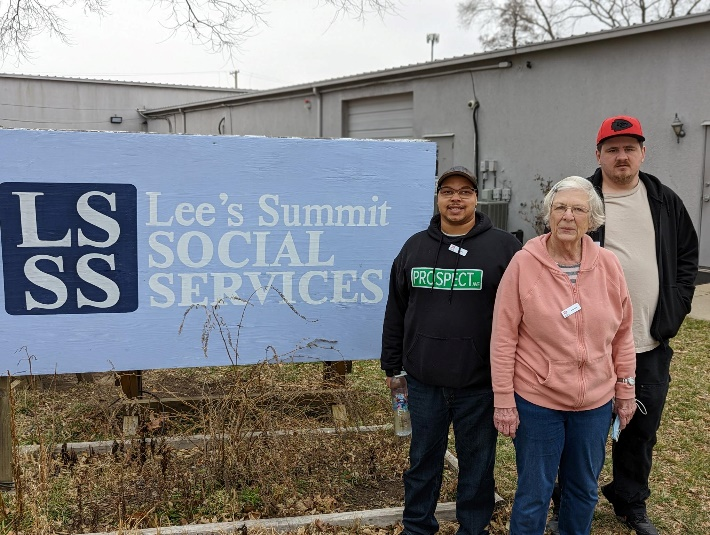 LS
SS
Lee's Summit
SOCIAL
SERVICES
PROSPECT